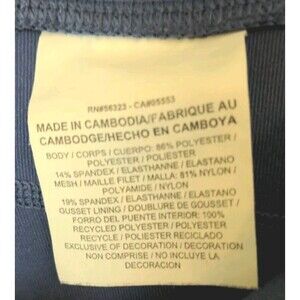 RN#56323 - CA#05553
MADE IN CAMBODIA/FABRIQUE AU
CAMBODGE/HECHO EN CAMBOYA
BODY / CORPS / CUERPO: 86% POLYESTER /
POLYESTER / POLIESTER
14% SPANDEX / ELASTHANNE / ELASTANO
MESH / MAILLE FILET / MALLA: 81% NYLON /
POLYAMIDE / NYLON
19% SPANDEX / ELASTHANNE / ELASTANO
GUSSET LINING / DOUBLURE DE GOUSSET /
FORRO DEL PUENTE INTERIOR: 100%
RECYCLED POLYESTER / POLYESTER
RECYCLE / POLIESTER RECICLADO
EXCLUSIVE OF DECORATION / DECORATION
NON COMPRISE / NO INCLUYE LA
DECORACION